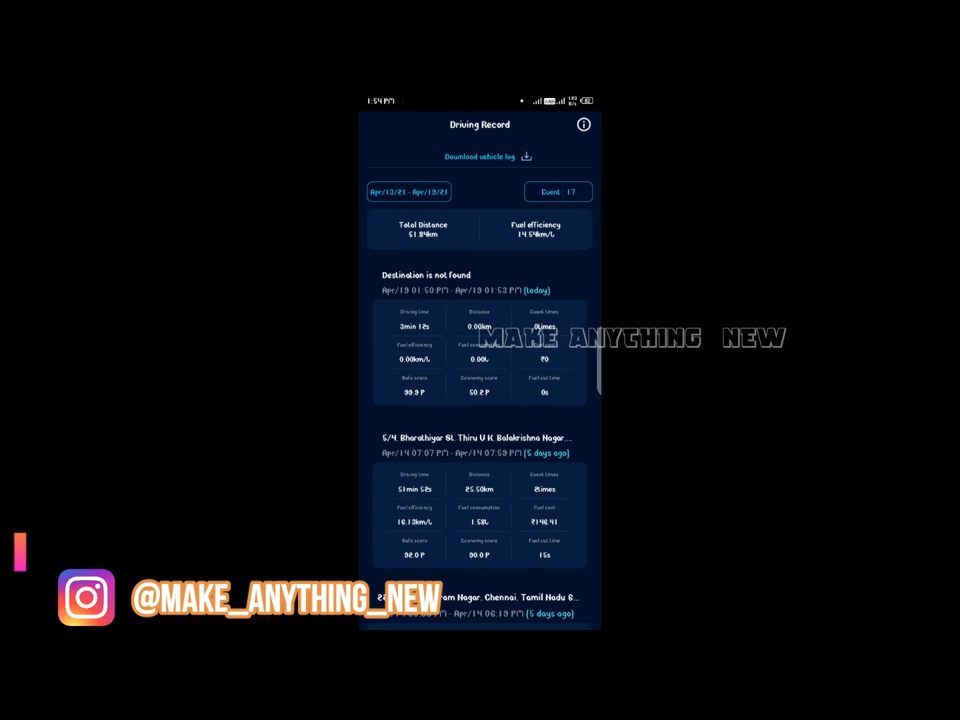 1:54 PM
Driving Record
Download vehicle log
Apr/13/21 - Apr/19/21
Event : 17
Total Distance
51.84km
Fuel efficiency
14.54km/L
Destination is not found
Apr/19 01:50 PM - Apr/19 01:53 PM (today)
Driving time
Distance
Event times
3min 12s
0.00km
0times
MAKE ANYTHING NEW
Fuel efficiency
0.00km/L
0.00L
₹0
Safe score
Economy score
Fuel-cut time
99.9 P
50.2 P
0s
5/4, Bharathiyar St, Thiru V K, Balakrishna Nagar,...
Apr/14 07:07 PM - Apr/14 07:59 PM (5 days ago)
Driving time
Distance
Event times
51min 52s
25.50km
2times
Fuel efficiency
Fuel consumption
Fuel cost
16.13km/L
1.58L
₹146.41
Safe score
Economy score
Fuel-cut time
92.0 P
90.0 P
15s
@MAKE_ANYTHING_NEW
Nagar, Chennai, Tamil Nadu 6...
PM - Apr/14 06:19 PM (5 days ago)